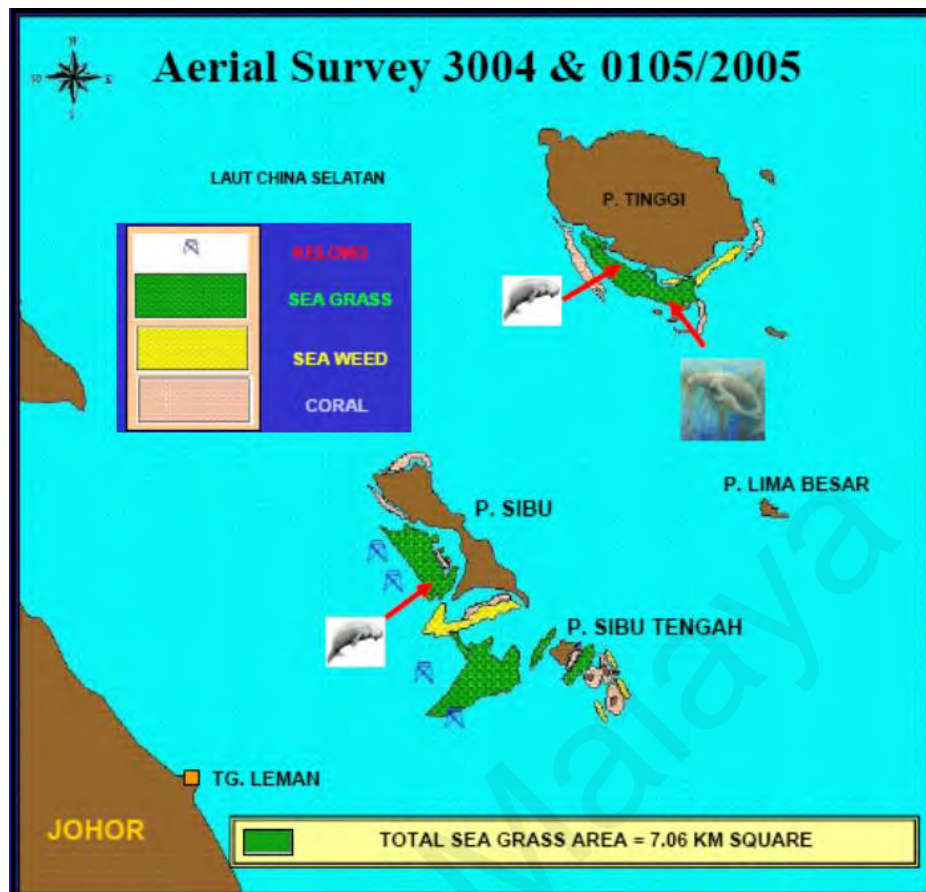 Aerial Survey 3004 & 0105/2005
LAUT CHINA SELATAN
P. TINGGI
KELONG
SEA GRASS
SEA WEED
CORAL
P. LIMA BESAR
P. SIBU
P. SIBU TENGAH
TG. LEMAN
JOHOR
TOTAL SEA GRASS AREA = 7.06 KM SQUARE
Malaya